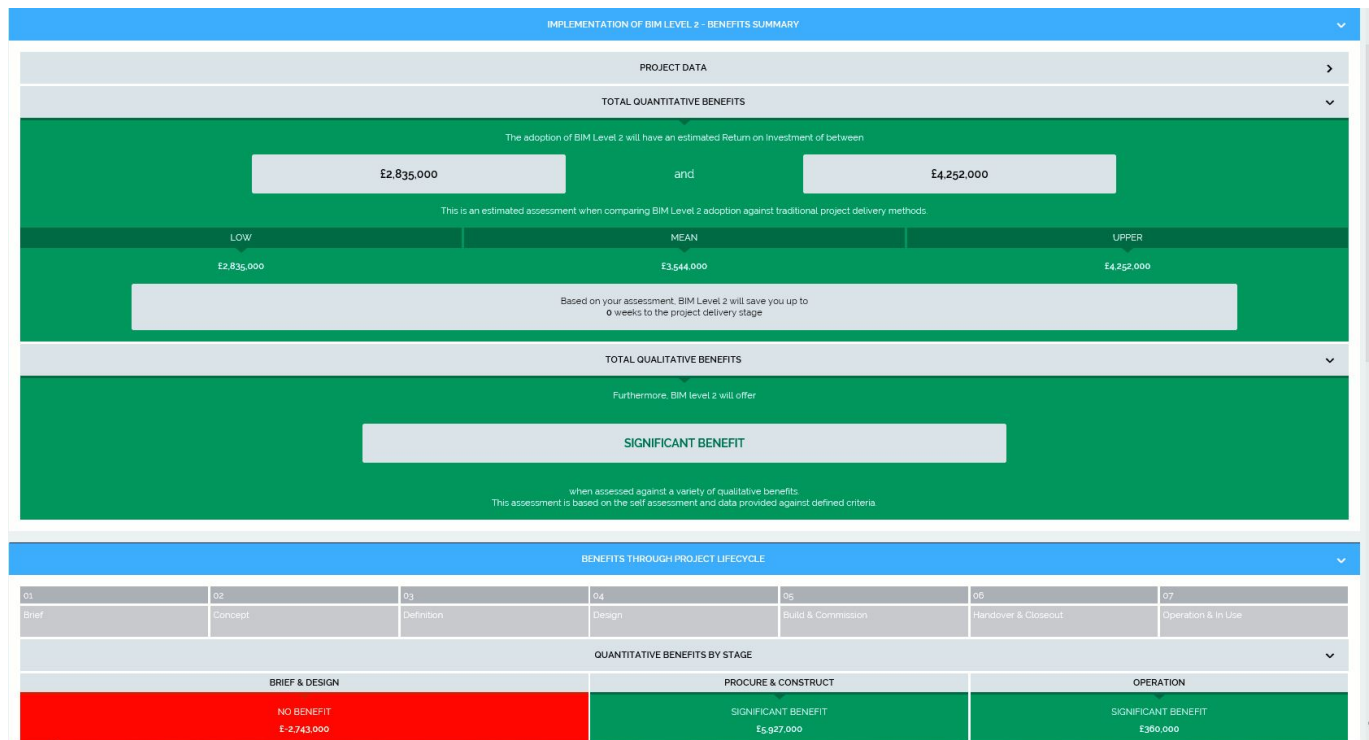 IMPLEMENTATION OF BIM LEVEL 2 - BENEFITS SUMMARY
PROJECT DATA
TOTAL QUANTITATIVE BENEFITS
The adoption of BIM Level 2 will have an estimated Return on Investment of between
£2,835,000 and £4,252,000
This is an estimated assessment when comparing BIM Level 2 adoption against traditional project delivery methods.
LOW MEAN UPPER
£2,835,000 £3,544,000 £4,252,000
Based on your assessment, BIM Level 2 will save you up to
0 weeks to the project delivery stage
TOTAL QUALITATIVE BENEFITS
Furthermore, BIM level 2 will offer
SIGNIFICANT BENEFIT
when assessed against a variety of qualitative benefits.
This assessment is based on the self assessment and data provided against defined criteria.
BENEFITS THROUGH PROJECT LIFECYCLE
01 02 03 04 05 06 07
Brief Concept Definition Design Build & Commission Handover & Closeout Operation & In Use
QUANTITATIVE BENEFITS BY STAGE
BRIEF & DESIGN PROCURE & CONSTRUCT OPERATION
NO BENEFIT SIGNIFICANT BENEFIT SIGNIFICANT BENEFIT
£-2,743,000 £5,927,000 £360,000